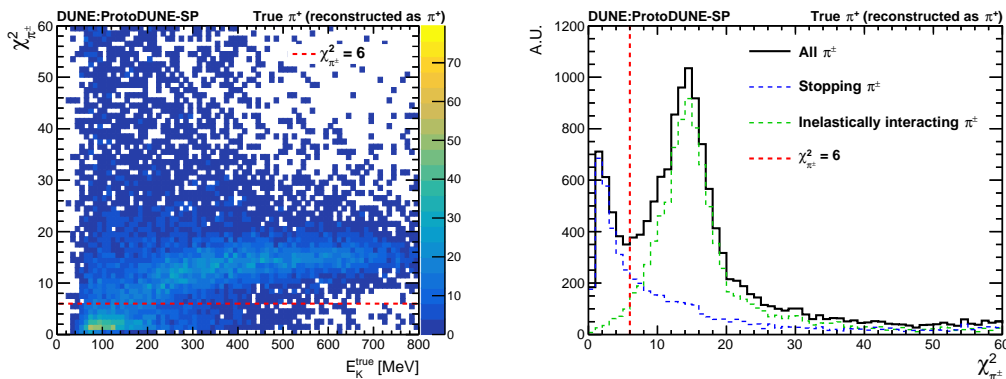 DUNE:ProtoDUNE-SP True π⁺ (reconstructed as π⁺)
χ²π±
60
50
40
30
20
10
0
χ²π± = 6
70
60
50
40
30
20
10
0
0 100 200 300 400 500 600 700 800
E_K^true [MeV]
DUNE:ProtoDUNE-SP True π⁺ (reconstructed as π⁺)
A.U.
1200
1000
800
600
400
200
0
All π±
Stopping π±
Inelastically interacting π±
χ²π± = 6
0 10 20 30 40 50 60
χ²π±